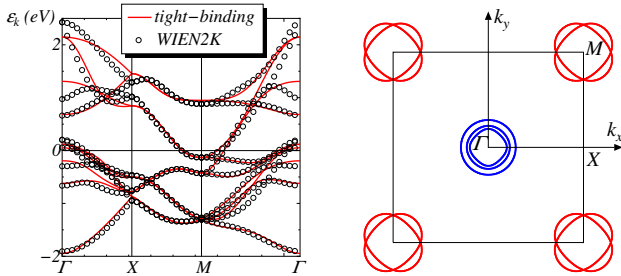 ε_k (eV)
tight-binding
WIEN2K
2
0
-2
Γ X M Γ
k_y
M
Γ
k_x
X